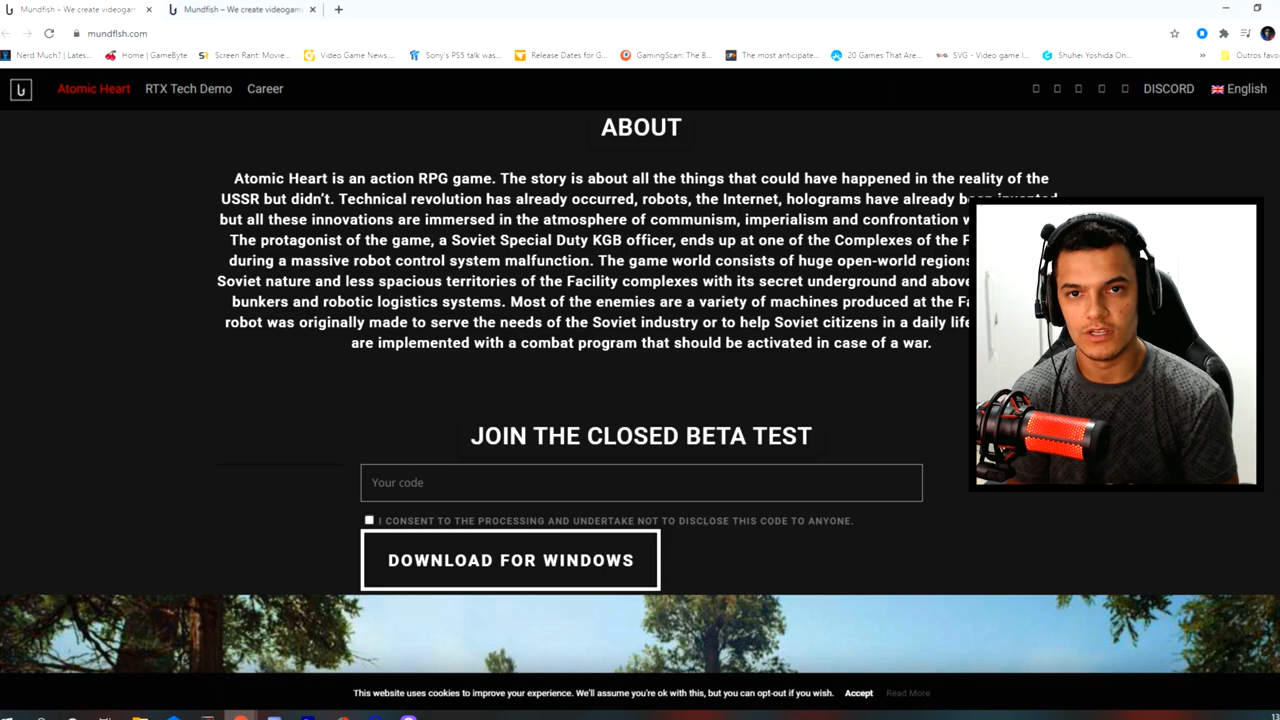 Mundfish – We create videogam
Mundfish – We create videogam
mundfish.com
Nerd Much? | Lates...
Home | GameByte
Screen Rant: Movie...
Video Game News,...
Sony's PS5 talk was...
Release Dates for G...
GamingScan: The B...
The most anticipate...
20 Games That Are...
SVG - Video game l...
Shuhei Yoshida On...
»
Outros favo
Atomic Heart
RTX Tech Demo
Career
DISCORD
English
ABOUT
Atomic Heart is an action RPG game. The story is about all the things that could have happened in the reality of the
USSR but didn't. Technical revolution has already occurred, robots, the Internet, holograms have already been invented
but all these innovations are immersed in the atmosphere of communism, imperialism and confrontation
The protagonist of the game, a Soviet Special Duty KGB officer, ends up at one of the Complexes of the F
during a massive robot control system malfunction. The game world consists of huge open-world regions
Soviet nature and less spacious territories of the Facility complexes with its secret underground and above
bunkers and robotic logistics systems. Most of the enemies are a variety of machines produced at the Fa
robot was originally made to serve the needs of the Soviet industry or to help Soviet citizens in a daily life
are implemented with a combat program that should be activated in case of a war.
JOIN THE CLOSED BETA TEST
Your code
I CONSENT TO THE PROCESSING AND UNDERTAKE NOT TO DISCLOSE THIS CODE TO ANYONE.
DOWNLOAD FOR WINDOWS
This website uses cookies to improve your experience. We'll assume you're ok with this, but you can opt-out if you wish. Accept Read More